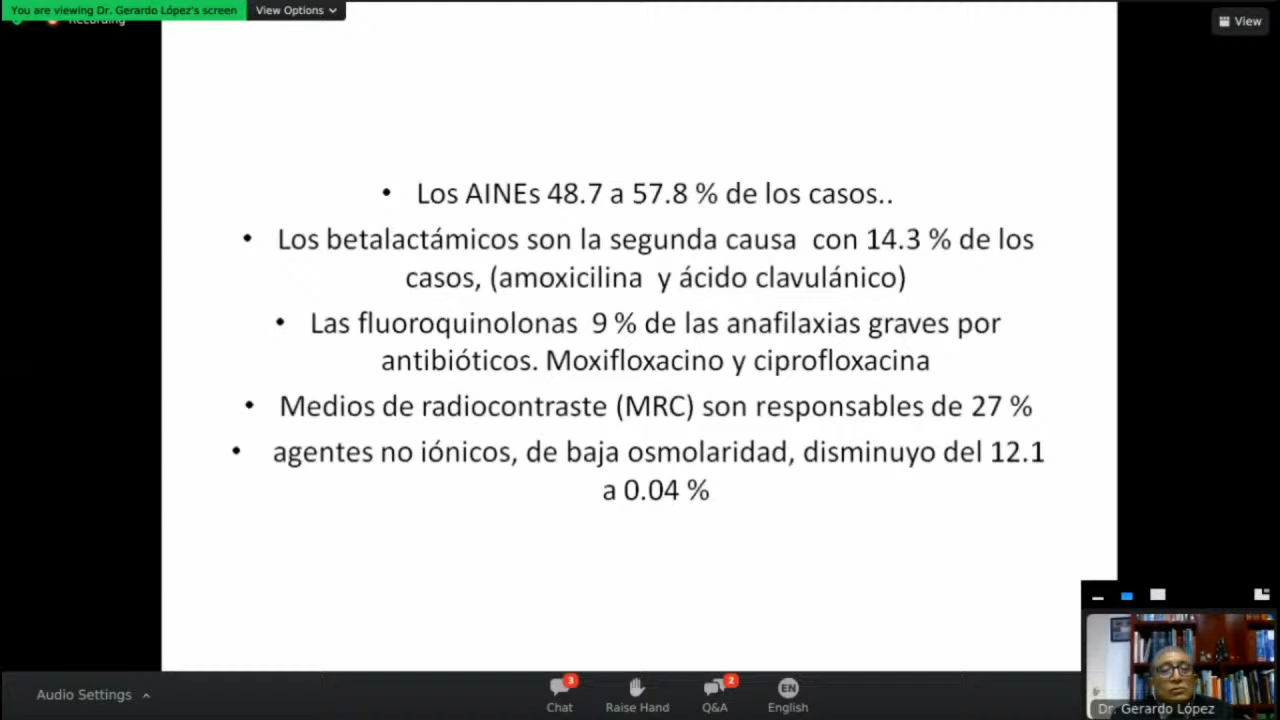 You are viewing Dr. Gerardo López's screen
View Options
Recording
View
• Los AINEs 48.7 a 57.8 % de los casos..
• Los betalactámicos son la segunda causa con 14.3 % de los
casos, (amoxicilina y ácido clavulánico)
• Las fluoroquinolonas 9 % de las anafilaxias graves por
antibióticos. Moxifloxacino y ciprofloxacina
• Medios de radiocontraste (MRC) son responsables de 27 %
• agentes no iónicos, de baja osmolaridad, disminuyo del 12.1
a 0.04 %
Audio Settings
3
Chat
Raise Hand
2
Q&A
EN
English
Dr. Gerardo López